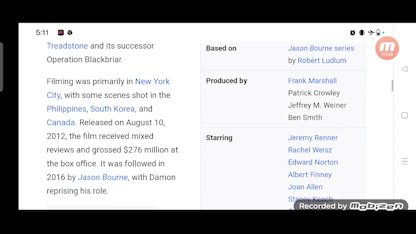 5:11
Treadstone and its successor
Operation Blackbriar.
Filming was primarily in New York
City, with some scenes shot in the
Philippines, South Korea, and
Canada. Released on August 10,
2012, the film received mixed
reviews and grossed $276 million at
the box office. It was followed in
2016 by Jason Bourne, with Damon
reprising his role.
Based on
Jason Bourne series
by Robert Ludlum
Produced by
Frank Marshall
Patrick Crowley
Jeffrey M. Weiner
Ben Smith
Starring
Jeremy Renner
Rachel Weisz
Edward Norton
Albert Finney
Joan Allen
Recorded by
MOBIZEN